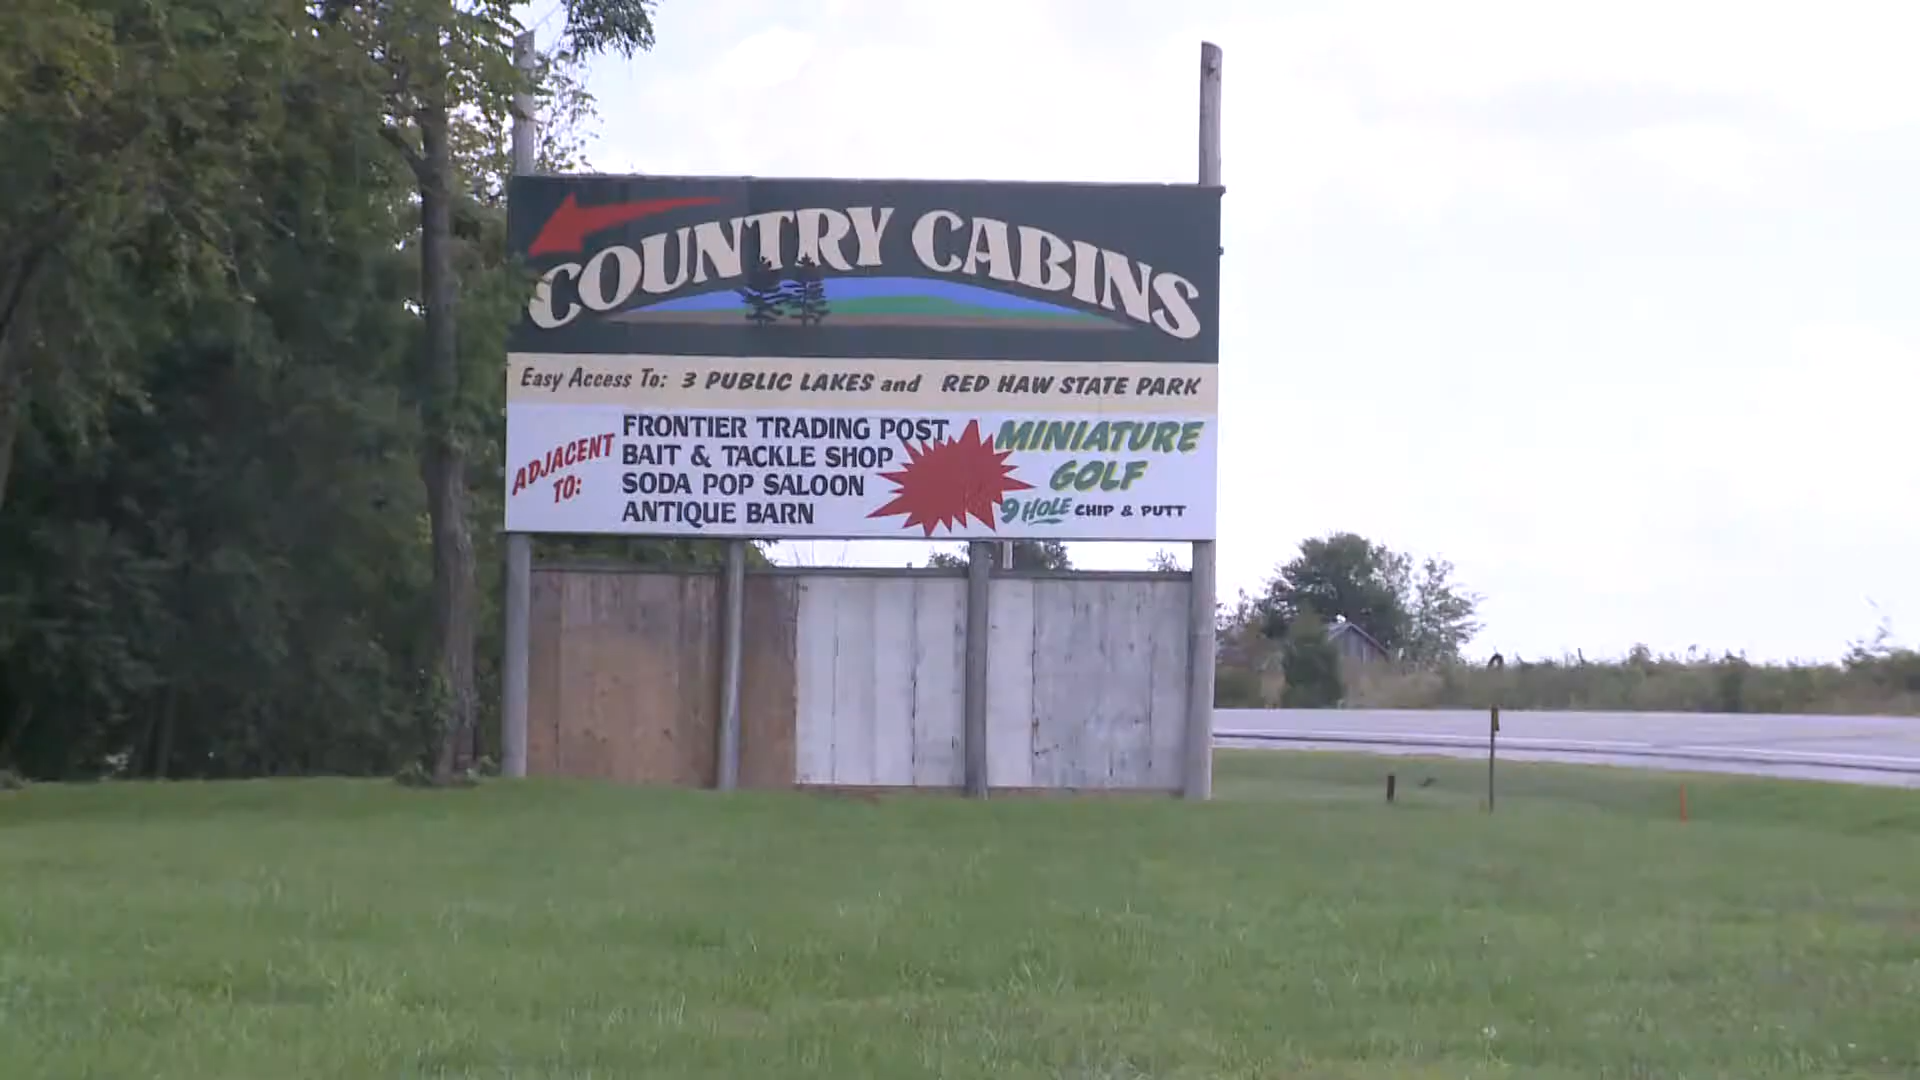 COUNTRY CABINS
Easy Access To: 3 PUBLIC LAKES and RED HAW STATE PARK
ADJACENT
TO:
FRONTIER TRADING POST
BAIT & TACKLE SHOP
SODA POP SALOON
ANTIQUE BARN
MINIATURE
GOLF
9 HOLE CHIP & PUTT